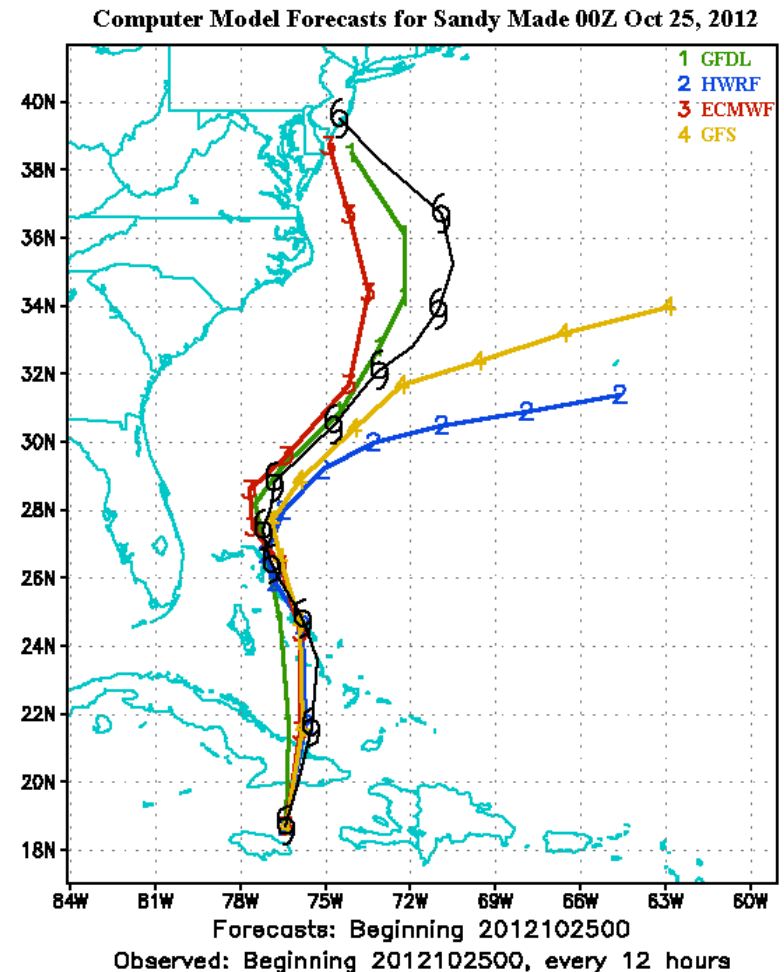 Computer Model Forecasts for Sandy Made 00Z Oct 25, 2012
1 GFDL
2 HWRF
3 ECMWF
4 GFS
40N
38N
36N
34N
32N
30N
28N
26N
24N
22N
20N
18N
84W 81W 78W 75W 72W 69W 66W 63W 60W
Forecasts: Beginning 2012102500
Observed: Beginning 2012102500, every 12 hours